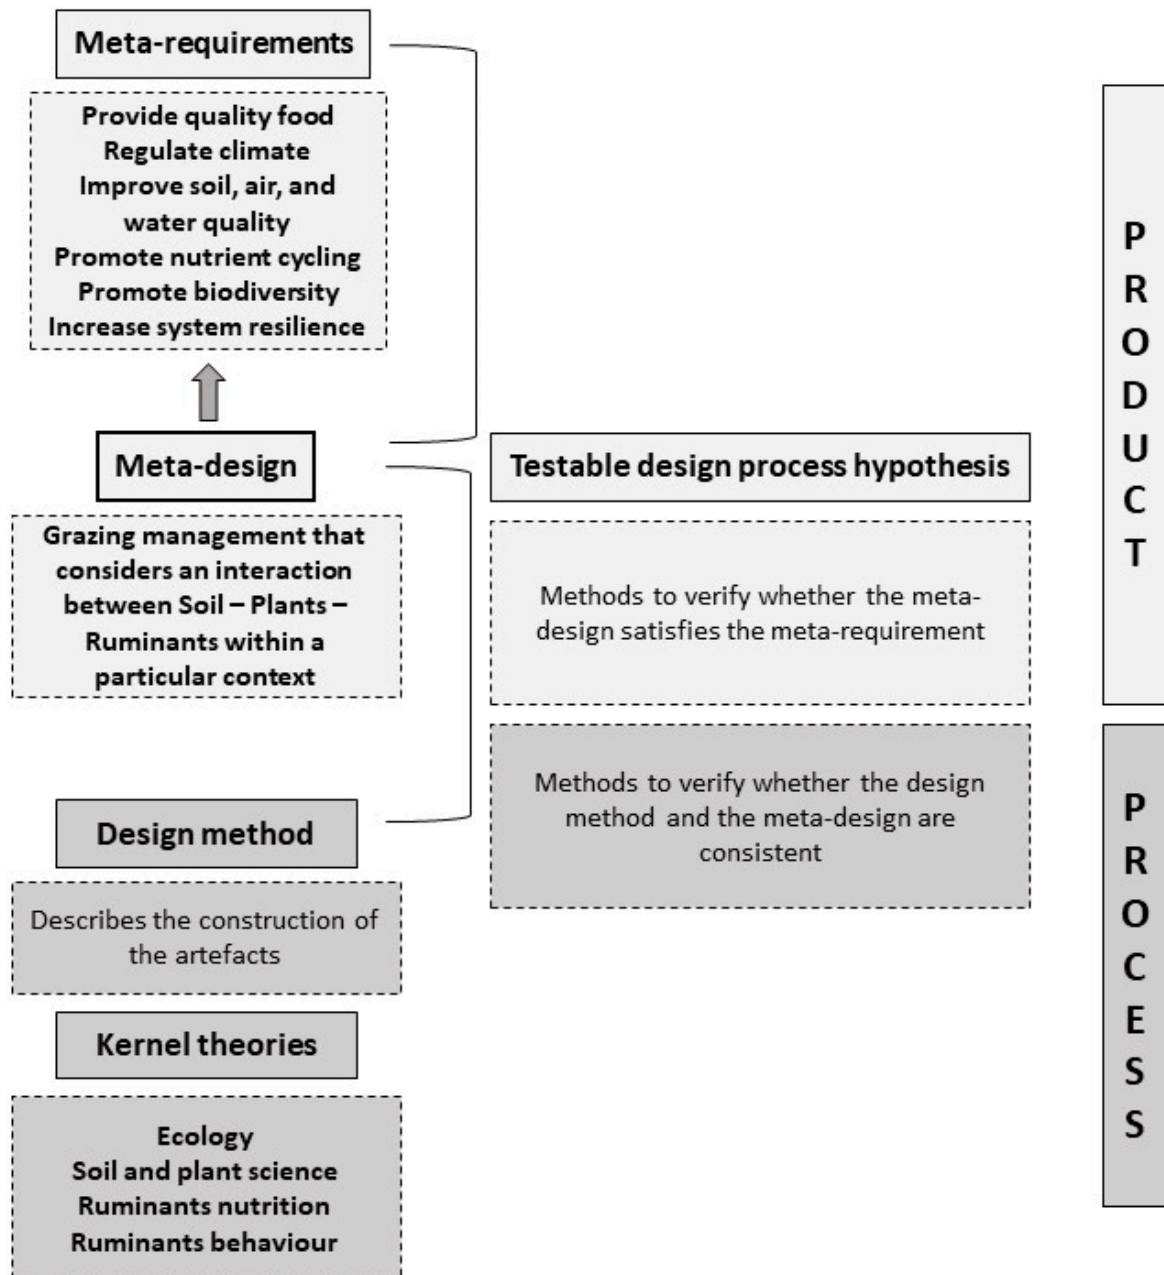 Meta-requirements
Provide quality food
Regulate climate
Improve soil, air, and
water quality
Promote nutrient cycling
Promote biodiversity
Increase system resilience
Meta-design
Grazing management that
considers an interaction
between Soil – Plants –
Ruminants within a
particular context
Testable design process hypothesis
Methods to verify whether the meta-
design satisfies the meta-requirement
Methods to verify whether the design
method and the meta-design are
consistent
Design method
Describes the construction of
the artefacts
Kernel theories
Ecology
Soil and plant science
Ruminants nutrition
Ruminants behaviour
P
R
O
D
U
C
T
P
R
O
C
E
S
S